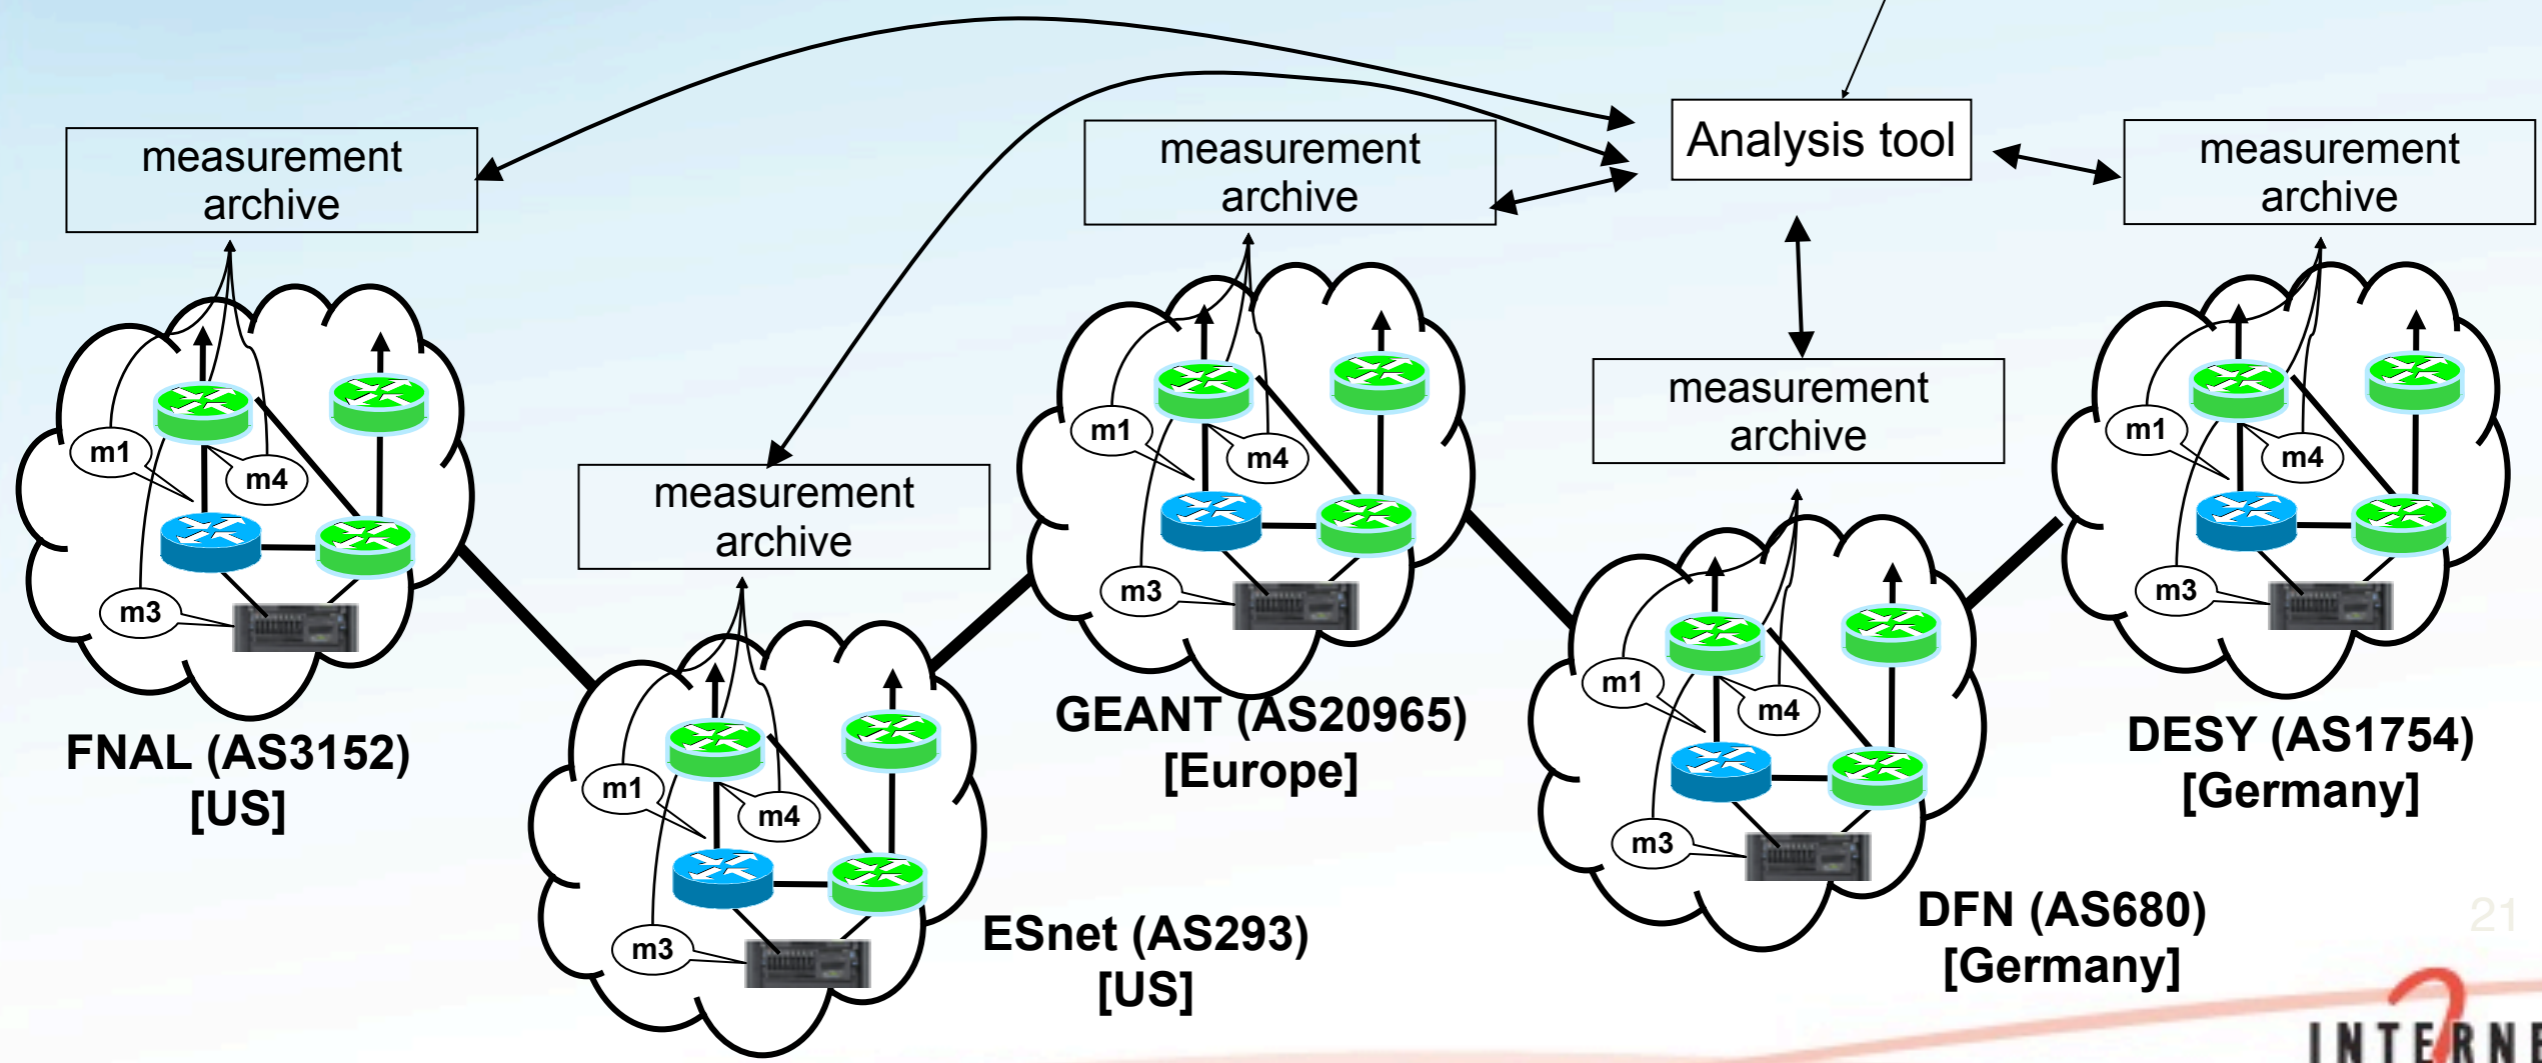 measurement
archive
measurement
archive
Analysis tool
measurement
archive
measurement
archive
measurement
archive
m1
m4
m3
m1
m4
m3
m1
m4
m3
m1
m4
m3
m1
m4
m3
FNAL (AS3152)
[US]
ESnet (AS293)
[US]
GEANT (AS20965)
[Europe]
DFN (AS680)
[Germany]
DESY (AS1754)
[Germany]
21
INTERNE